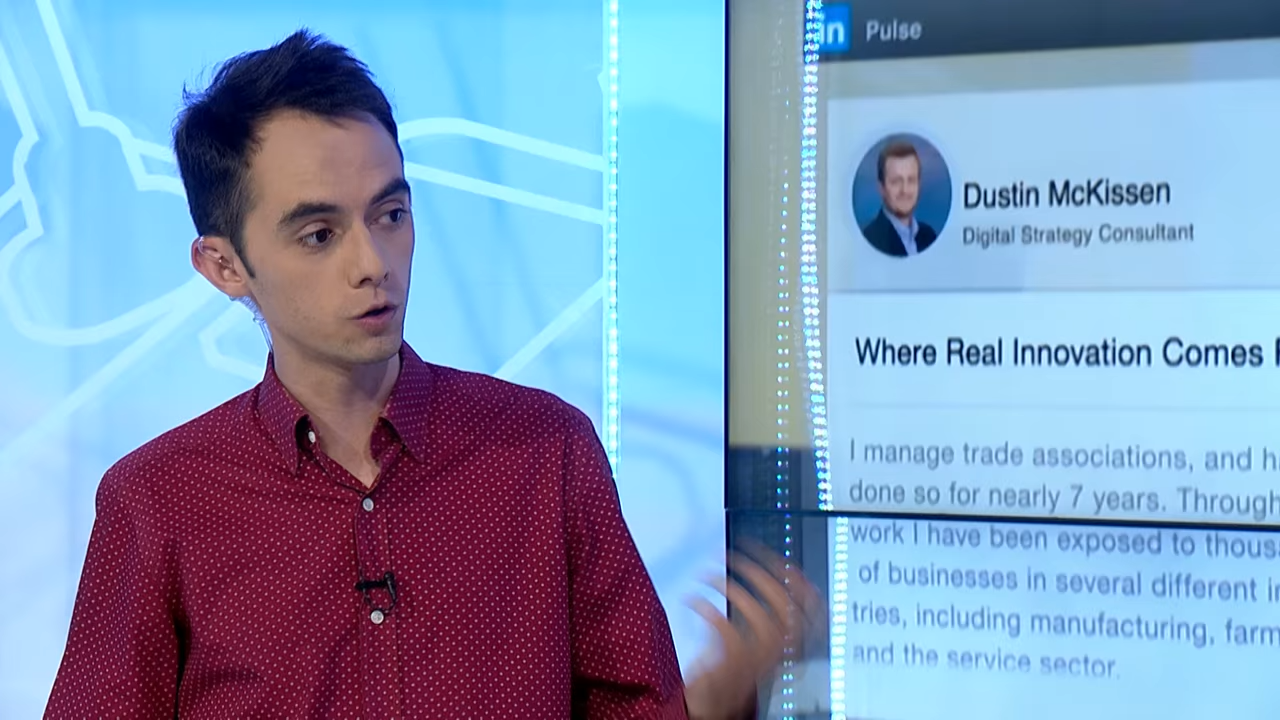 in Pulse
Dustin McKissen
Digital Strategy Consultant
Where Real Innovation Comes
I manage trade associations, and
done so for nearly 7 years. Through
work I have been exposed to
of businesses in several different
tries, including manufacturing,
and the service sector.